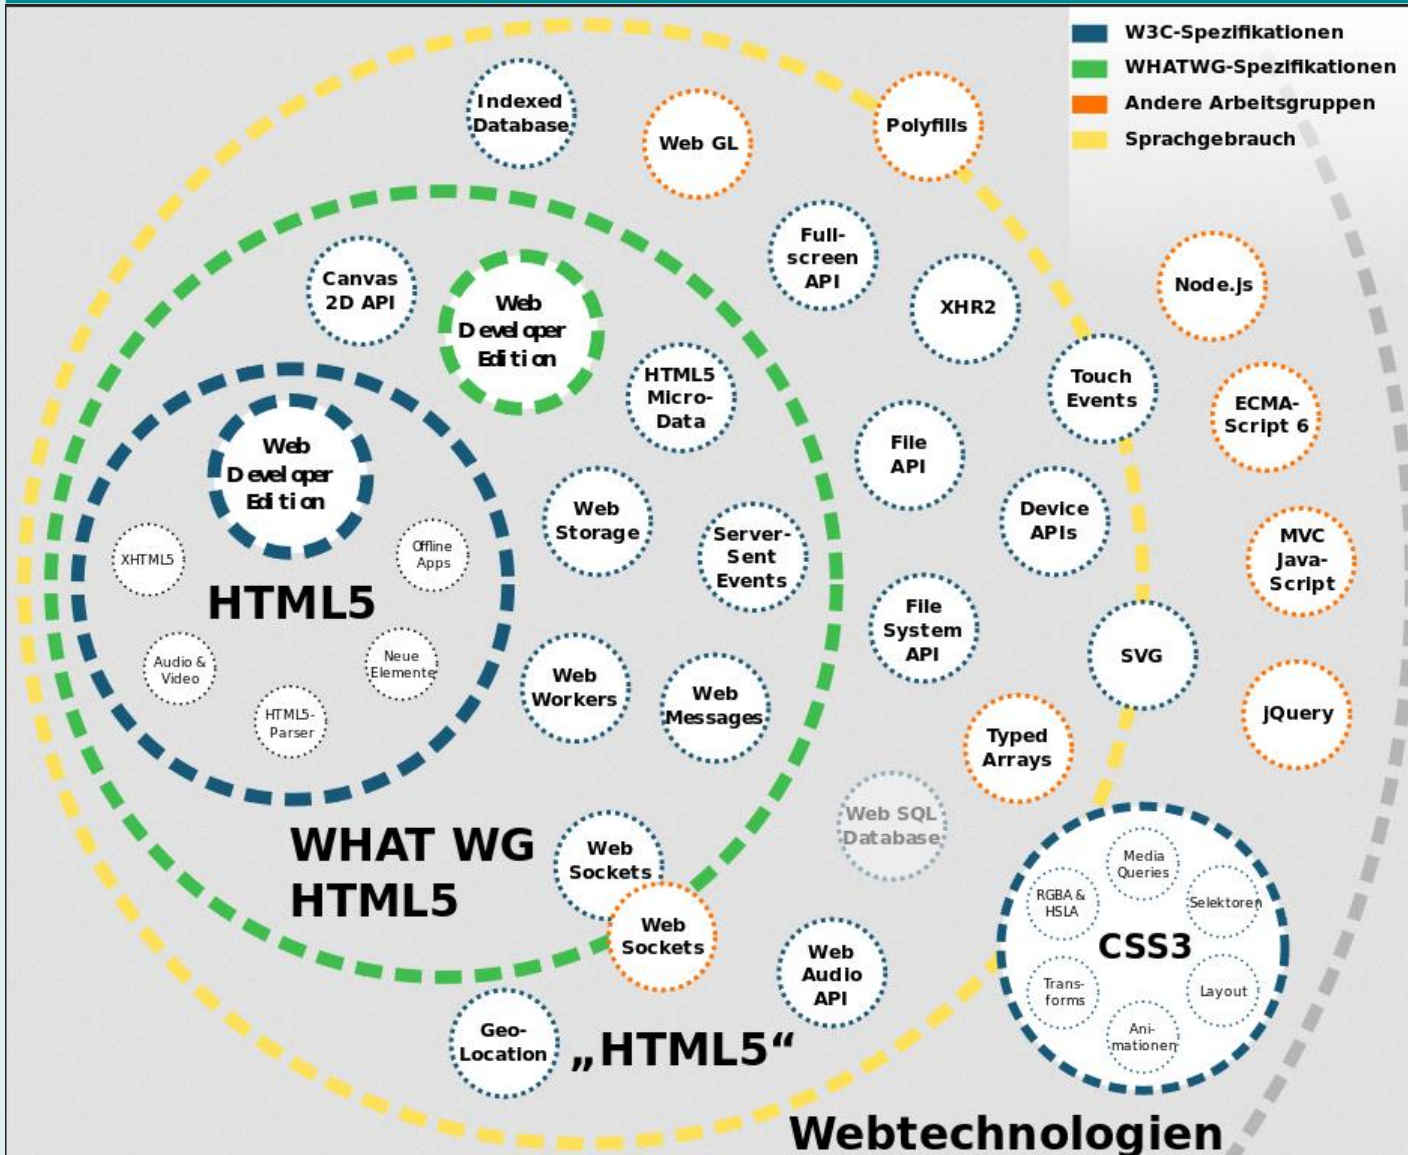 W3C-Spezifikationen
WHATWG-Spezifikationen
Andere Arbeitsgruppen
Sprachgebrauch
Indexed
Database
Web GL
Polyfills
Full-
screen
API
XHR2
Node.js
Canvas
2D API
Web
Developer
Edition
HTML5
Micro-
Data
Touch
Events
ECMA-
Script 6
Web
Developer
Edition
File
API
Web
Storage
Server-
Sent
Events
Device
APIs
MVC
Java-
Script
XHTML5
Offline
Apps
HTML5
Audio &
Video
Neue
Elemente
HTML5-
Parser
File
System
API
SVG
Web
Workers
Web
Messages
jQuery
Typed
Arrays
Web SQL
Database
WHAT WG
HTML5
Web
Sockets
Web
Sockets
Web
Audio
API
Media
Queries
RGBA &
HSLA
Selektoren
CSS3
Trans-
forms
Layout
Ani-
mationen
Geo-
Location
„HTML5“
Webtechnologien